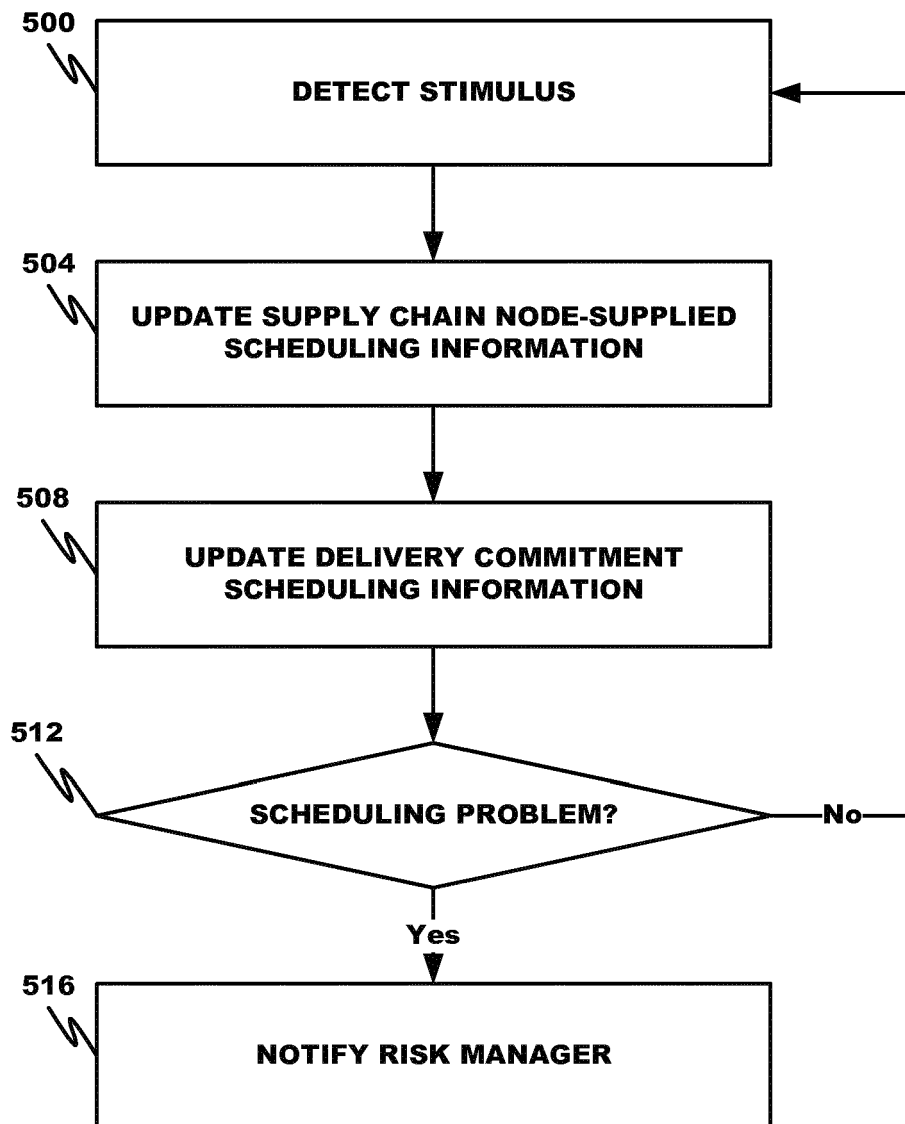 500
DETECT STIMULUS
504
UPDATE SUPPLY CHAIN NODE-SUPPLIED
SCHEDULING INFORMATION
508
UPDATE DELIVERY COMMITMENT
SCHEDULING INFORMATION
512
SCHEDULING PROBLEM?
No
Yes
516
NOTIFY RISK MANAGER